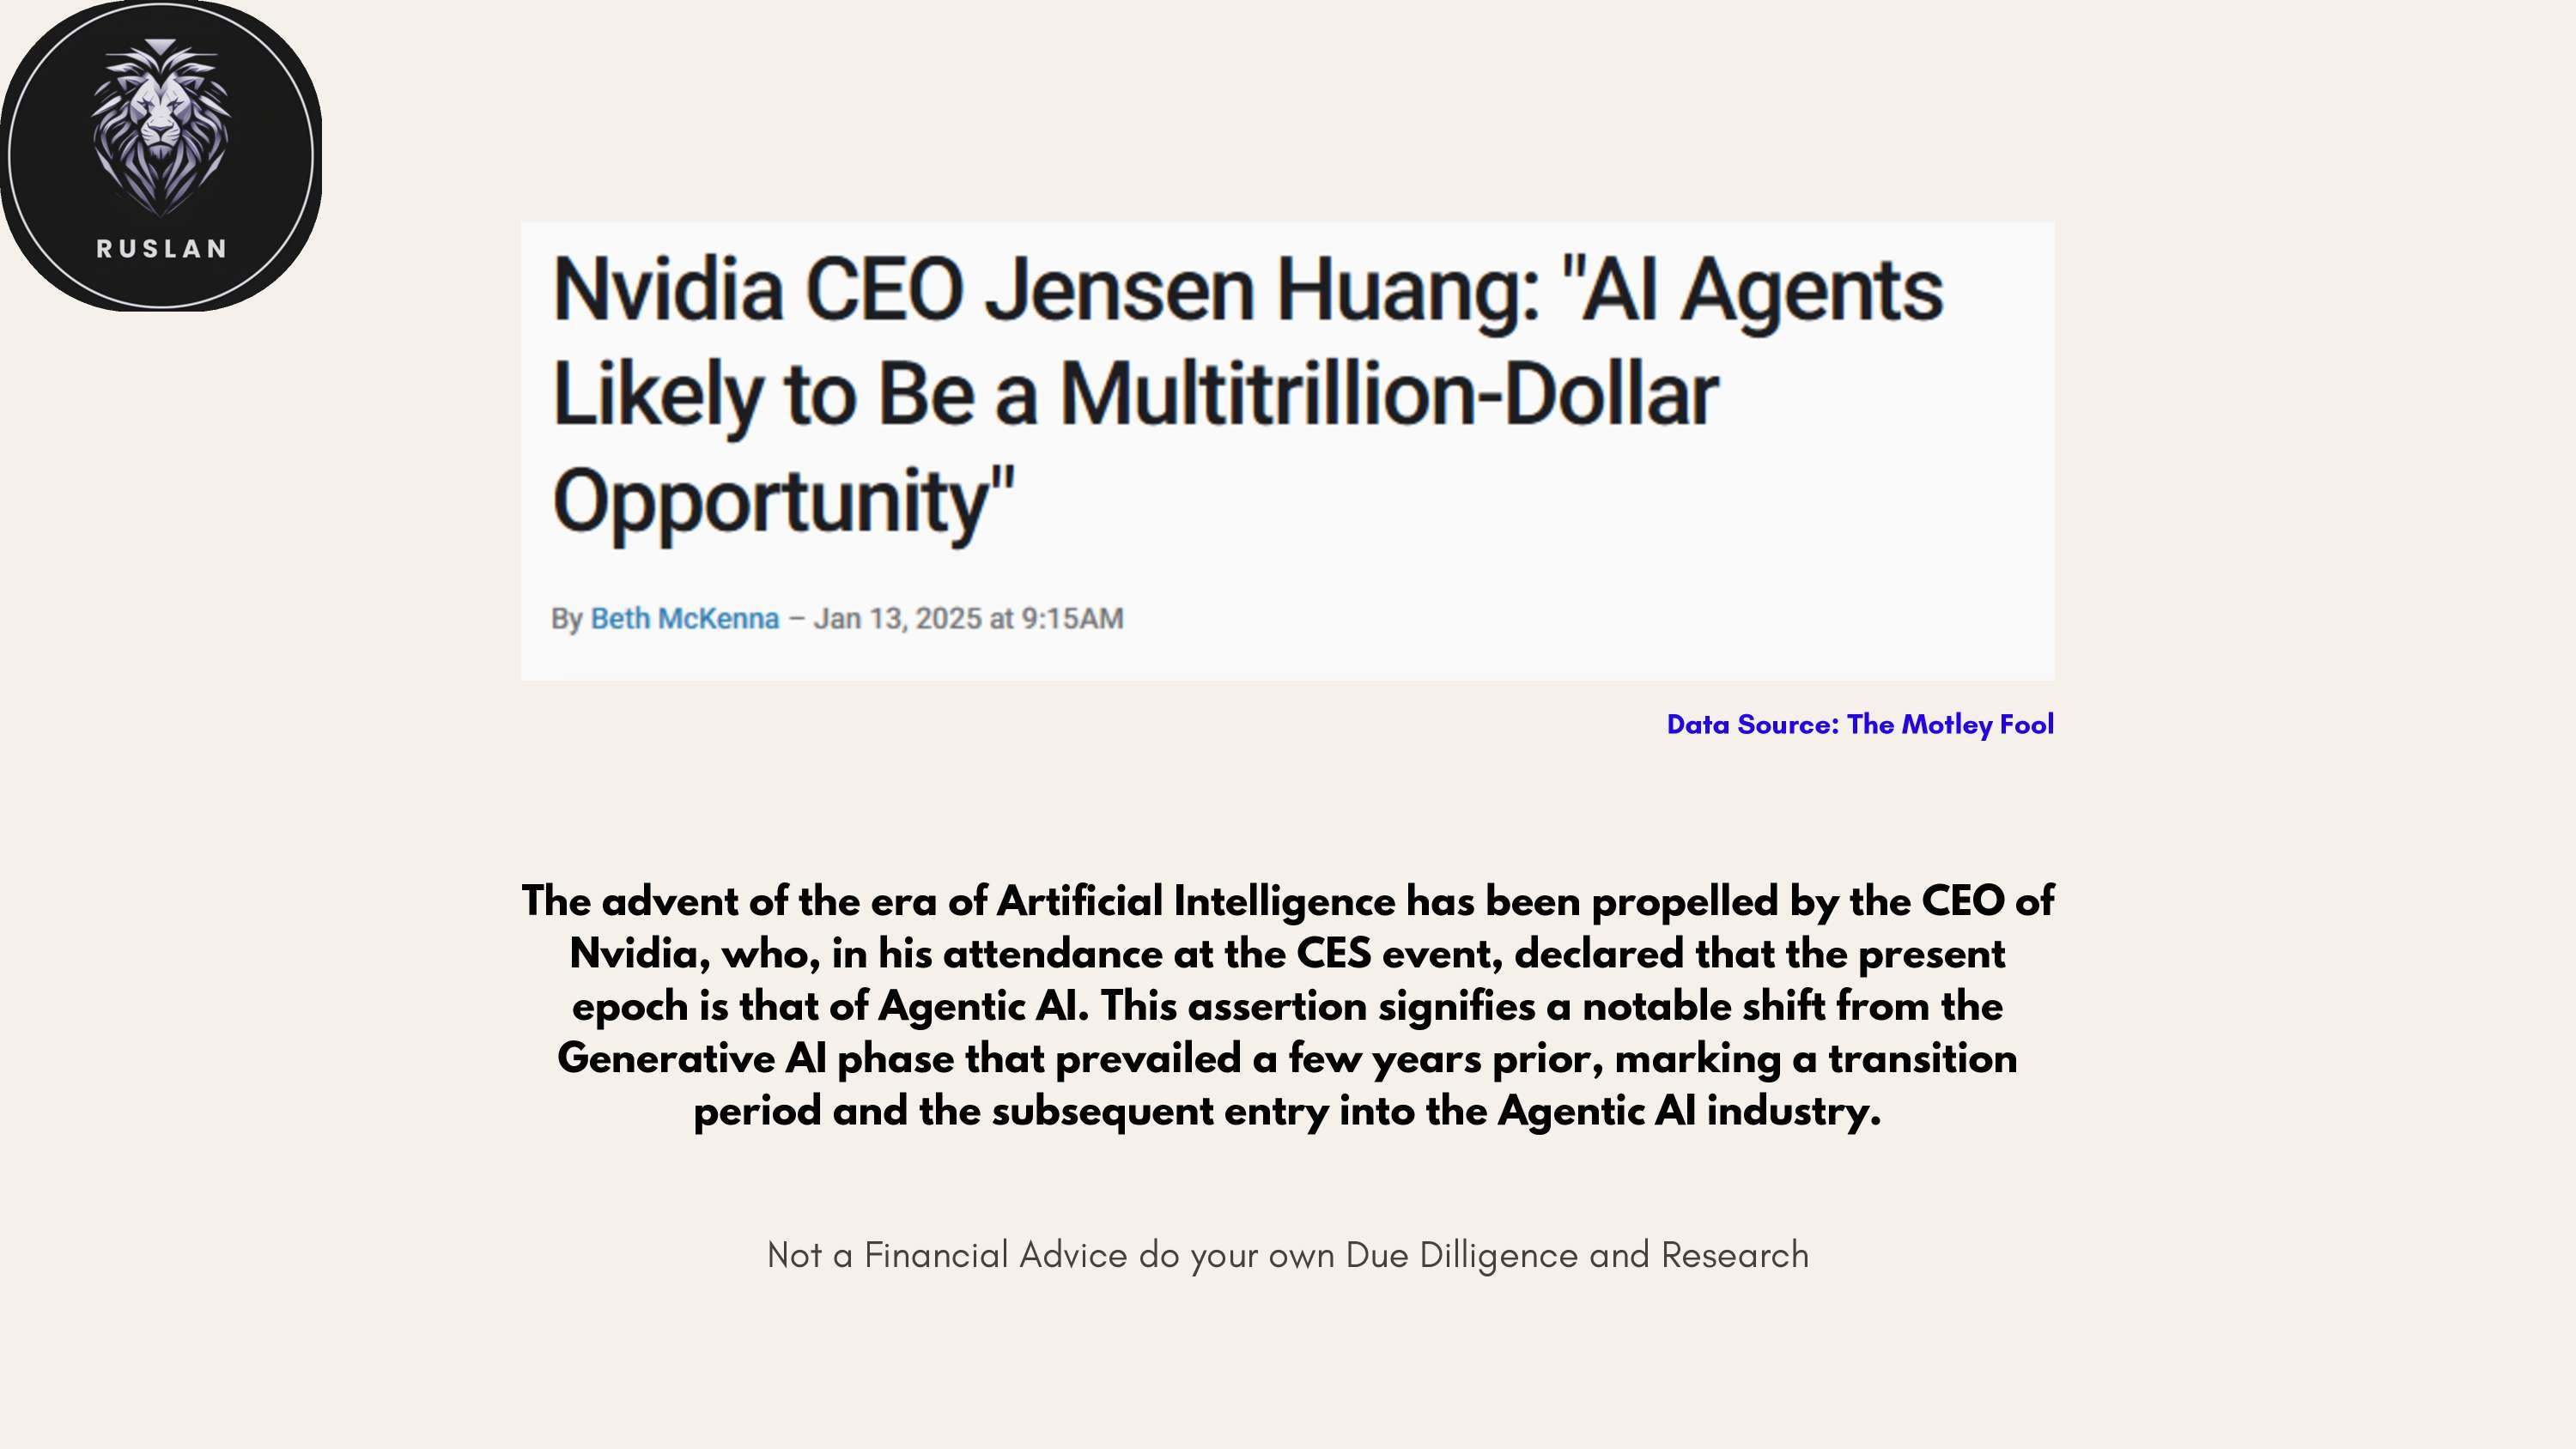 RUSLAN
Nvidia CEO Jensen Huang: "AI Agents
Likely to Be a Multitrillion-Dollar
Opportunity"
By Beth McKenna – Jan 13, 2025 at 9:15AM
Data Source: The Motley Fool
The advent of the era of Artificial Intelligence has been propelled by the CEO of
Nvidia, who, in his attendance at the CES event, declared that the present
epoch is that of Agentic AI. This assertion signifies a notable shift from the
Generative AI phase that prevailed a few years prior, marking a transition
period and the subsequent entry into the Agentic AI industry.
Not a Financial Advice do your own Due Dilligence and Research